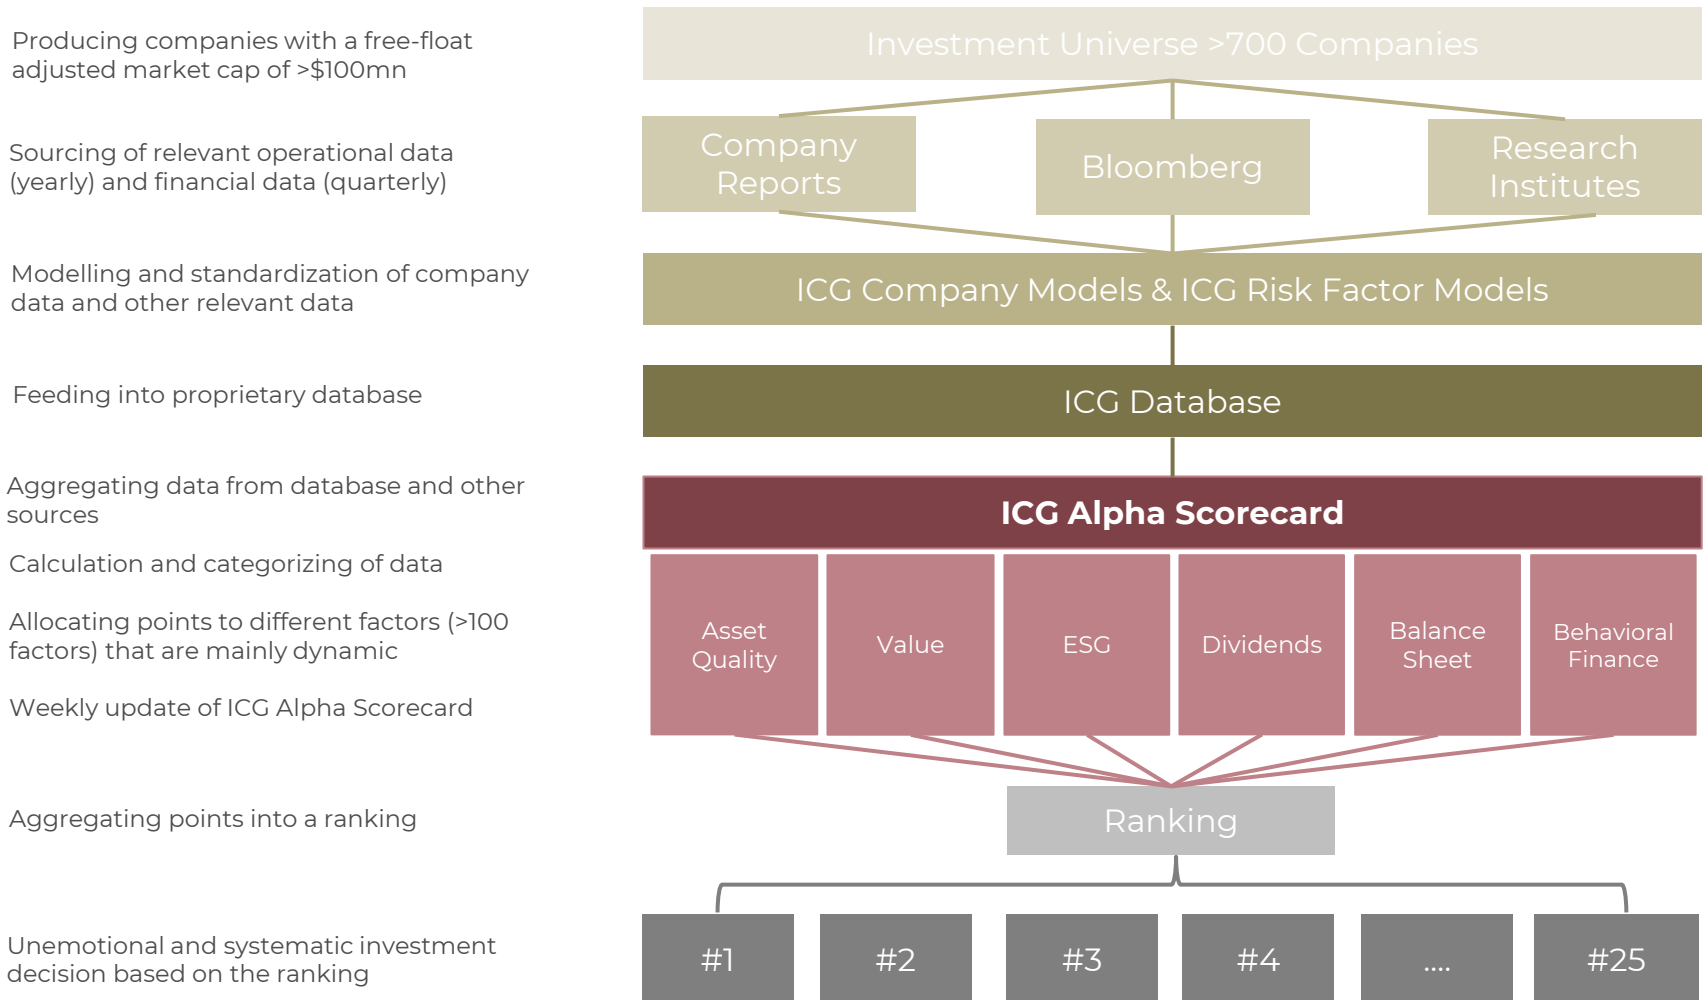 Producing companies with a free-float
adjusted market cap of >$100mn
Investment Universe >700 Companies
Sourcing of relevant operational data
(yearly) and financial data (quarterly)
Company
Reports
Bloomberg
Research
Institutes
Modelling and standardization of company
data and other relevant data
ICG Company Models & ICG Risk Factor Models
Feeding into proprietary database
ICG Database
Aggregating data from database and other
sources
ICG Alpha Scorecard
Calculation and categorizing of data
Allocating points to different factors (>100
factors) that are mainly dynamic
Weekly update of ICG Alpha Scorecard
Asset
Quality
Value
ESG
Dividends
Balance
Sheet
Behavioral
Finance
Aggregating points into a ranking
Ranking
Unemotional and systematic investment
decision based on the ranking
#1
#2
#3
#4
....
#25